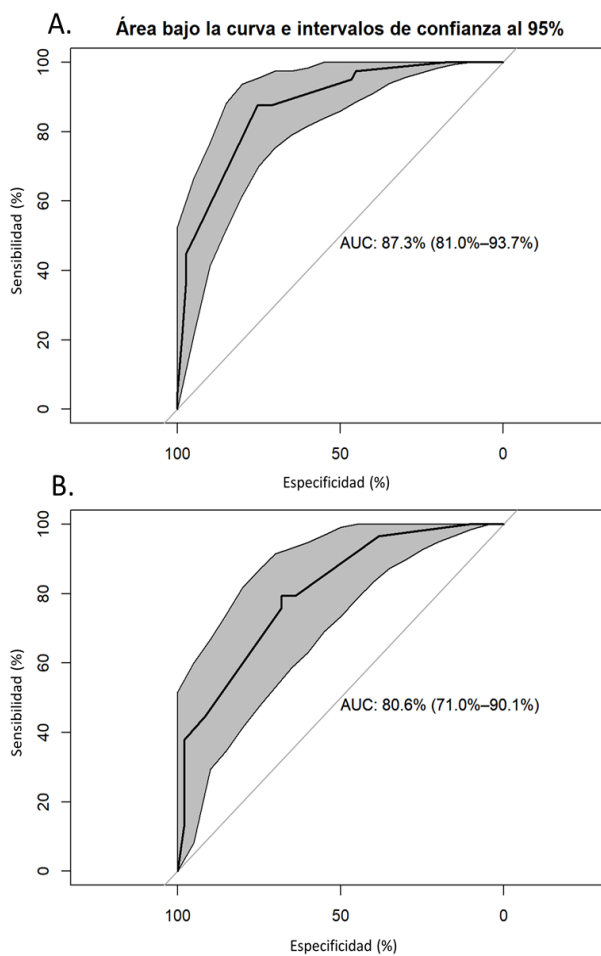 A.
Área bajo la curva e intervalos de confianza al 95%
100
80
60
40
20
0
Sensibilidad (%)
AUC: 87.3% (81.0%–93.7%)
100 50 0
Especificidad (%)
B.
100
80
60
40
20
0
Sensibilidad (%)
AUC: 80.6% (71.0%–90.1%)
100 50 0
Especificidad (%)